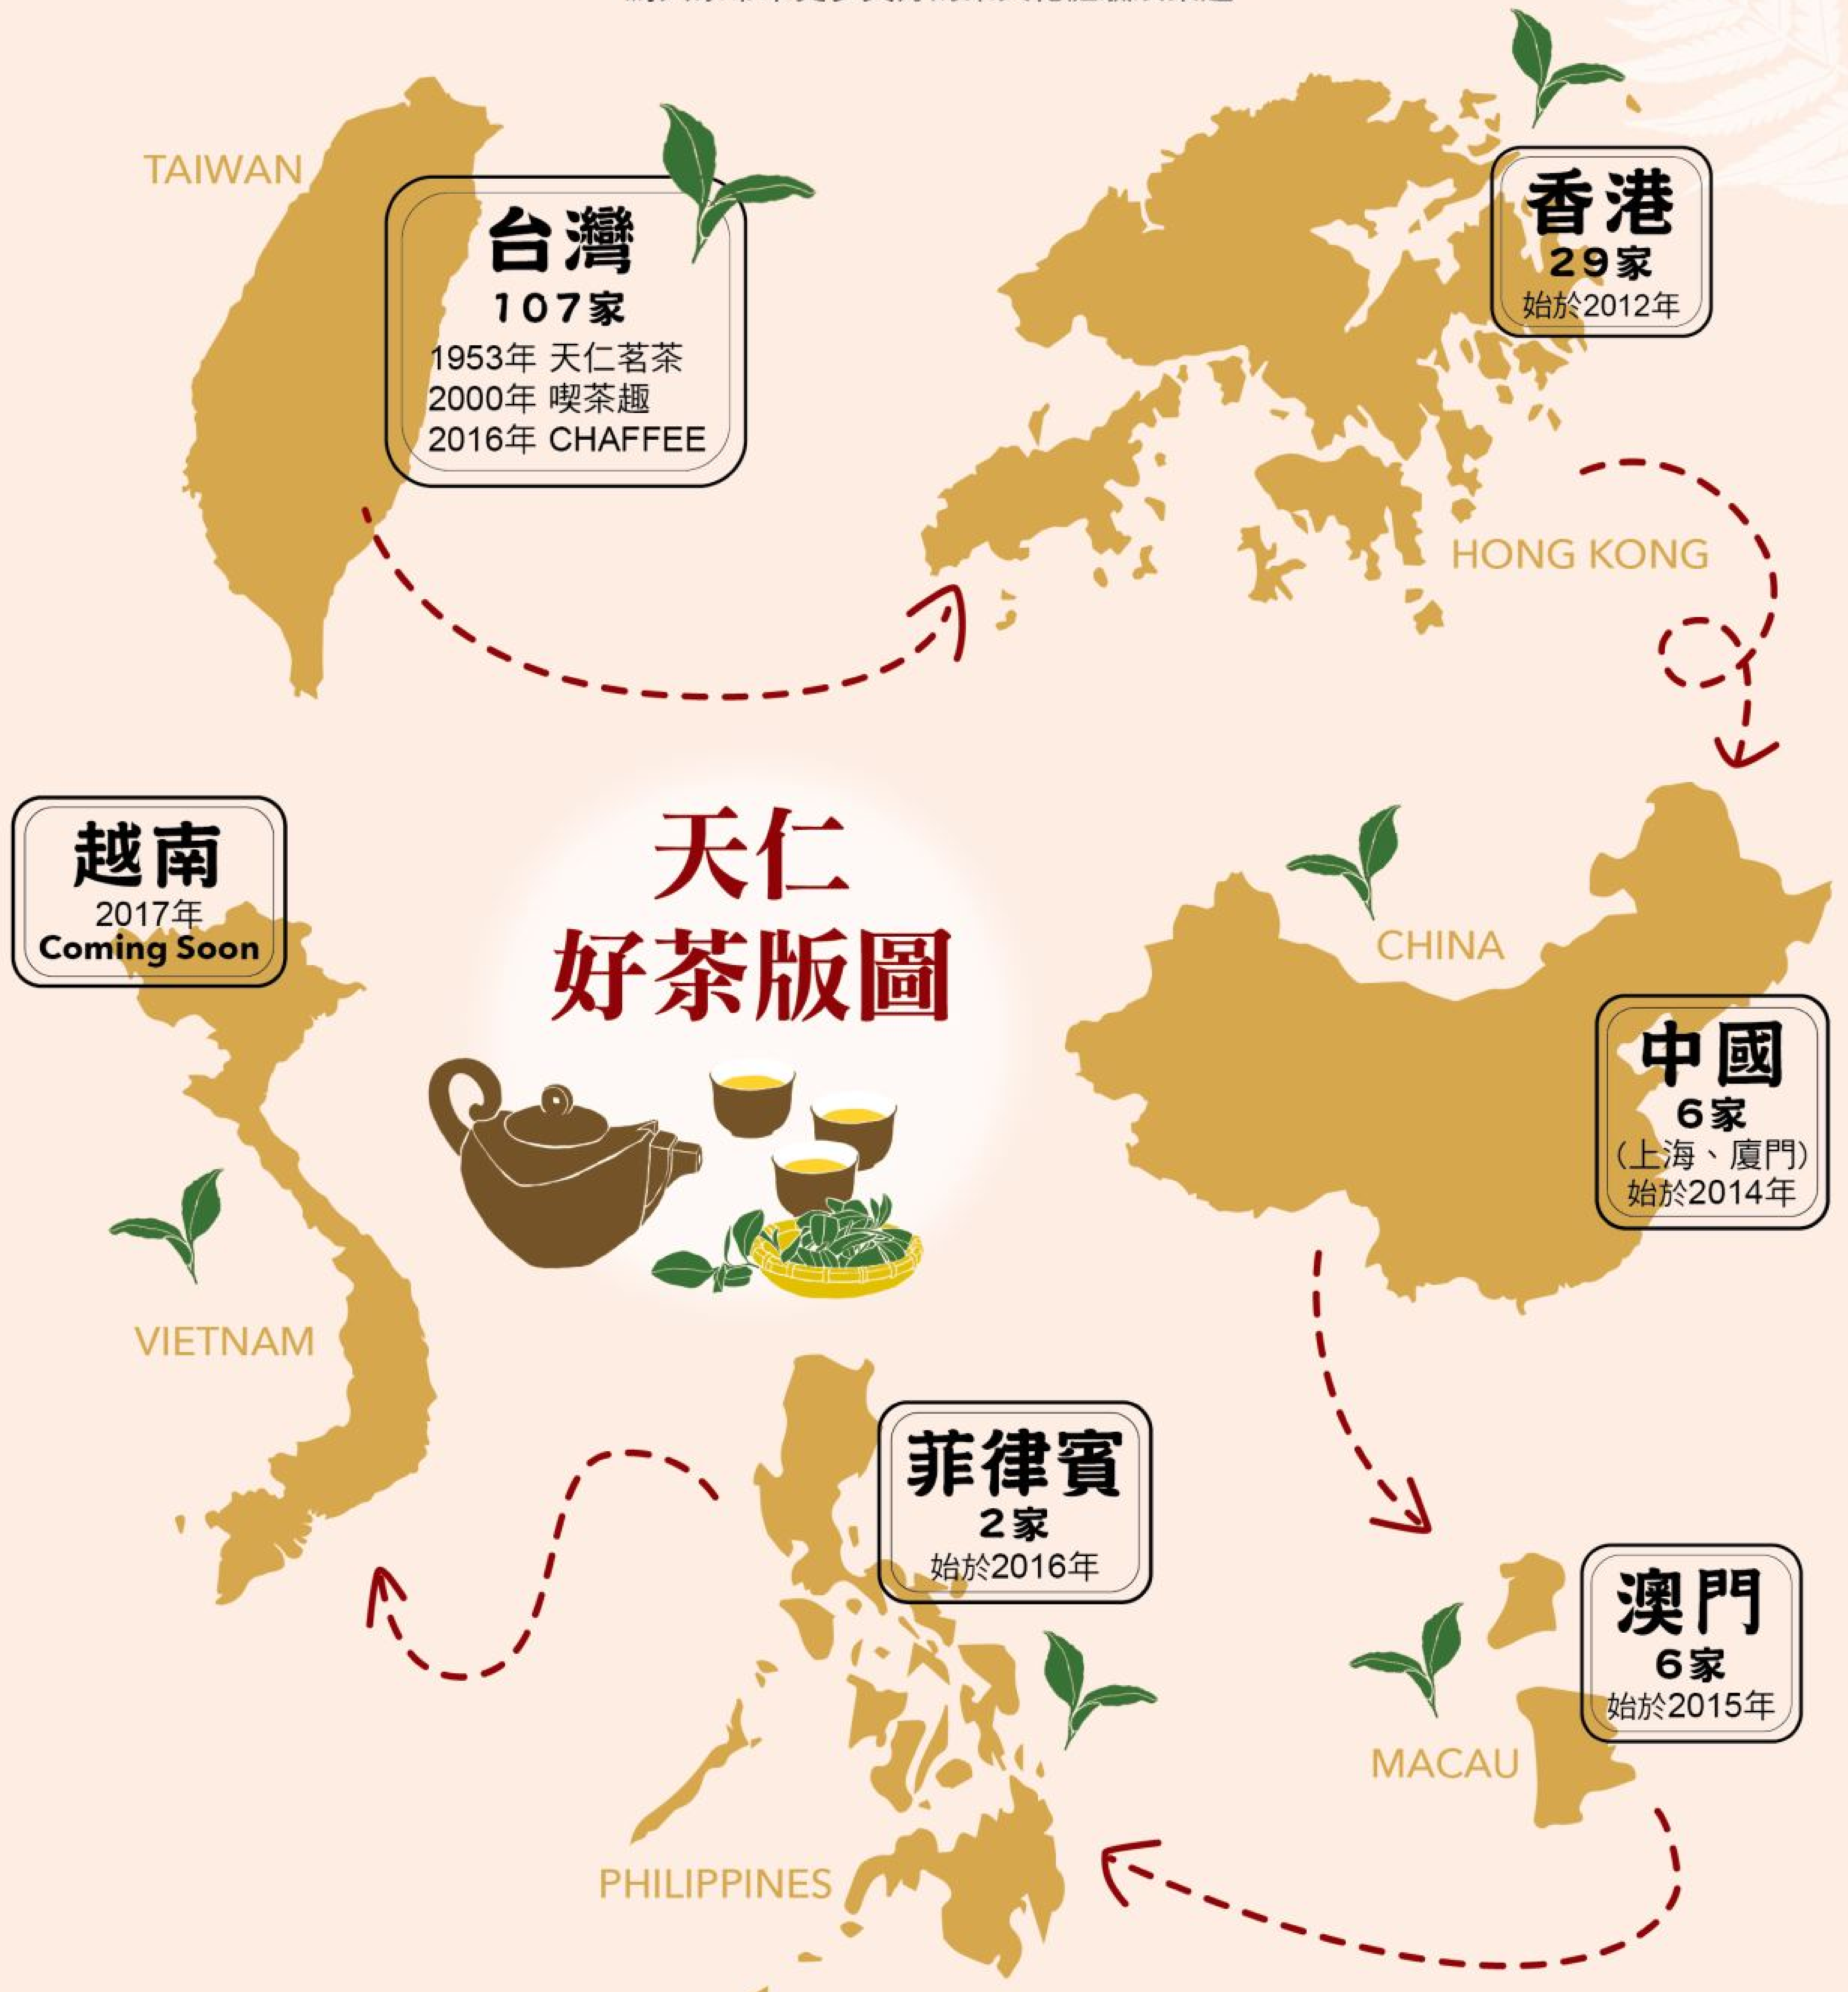 TAIWAN
台灣
107家
1953年 天仁茗茶
2000年 喫茶趣
2016年 CHAFFEE
香港
29家
始於2012年
HONG KONG
越南
2017年
Coming Soon
VIETNAM
天仁
好茶版圖
CHINA
中國
6家
(上海、廈門)
始於2014年
菲律賓
2家
始於2016年
PHILIPPINES
澳門
6家
始於2015年
MACAU